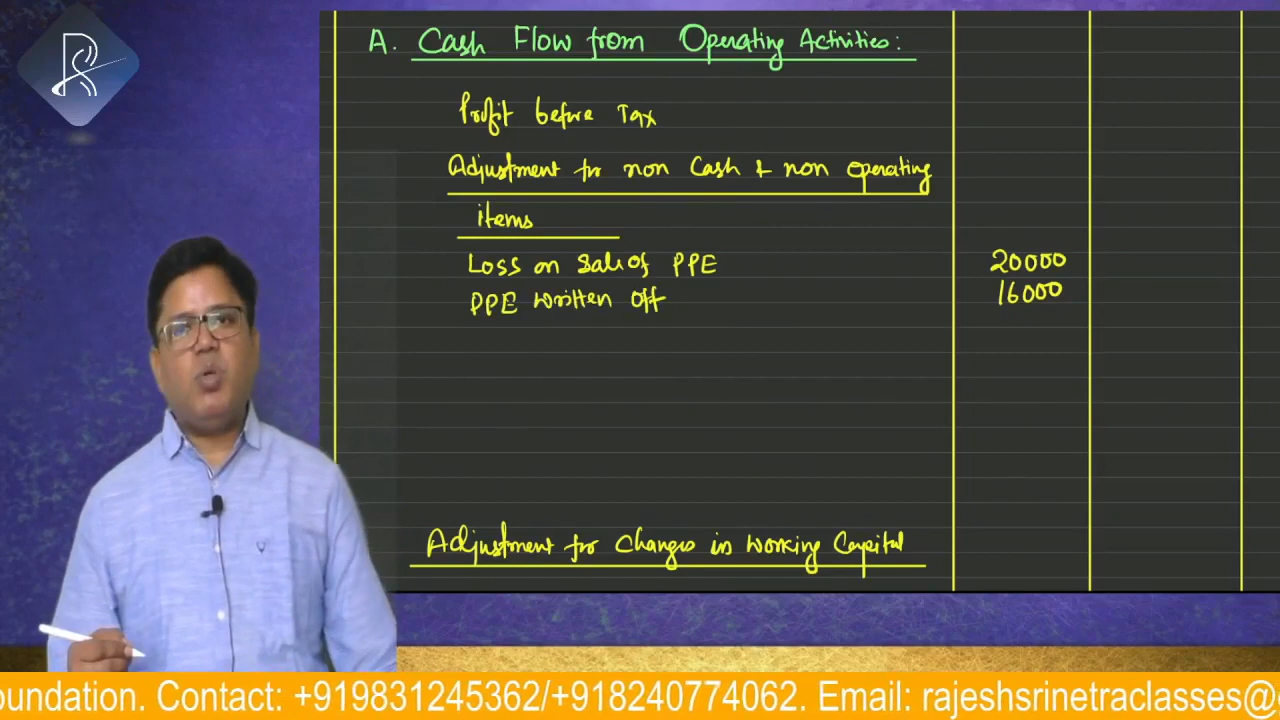 A. Cash Flow from Operating Activities:
Profit before Tax
Adjustment for non Cash & non operating
items
Loss on Sale of PPE 20000
PPE written off 16000
Adjustment for Changes in Working Capital
oundation. Contact: +919831245362/+918240774062. Email: rajeshsrinetraclasses@